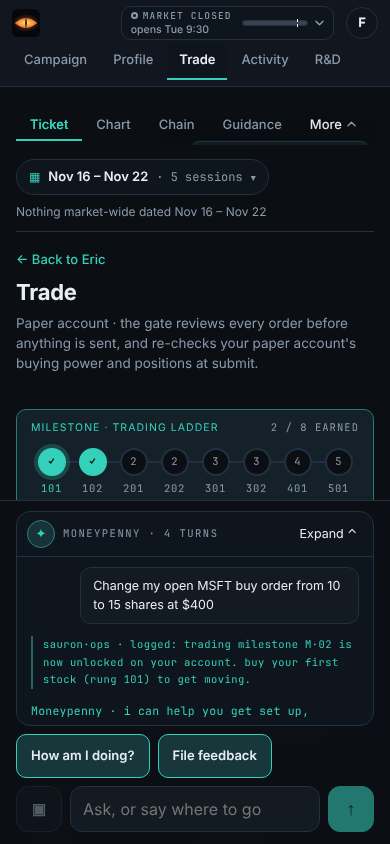 MARKET CLOSED
opens Tue 9:30
F
Campaign Profile Trade Activity R&D
Ticket Chart Chain Guidance More
Nov 16 – Nov 22 · 5 sessions ▾
Nothing market-wide dated Nov 16 – Nov 22
← Back to Eric
Trade
Paper account · the gate reviews every order before
anything is sent, and re-checks your paper account's
buying power and positions at submit.
MILESTONE · TRADING LADDER 2 / 8 EARNED
✓ ✓ 2 2 3 3 4 5
101 102 201 202 301 302 401 501
MONEYPENNY · 4 TURNS Expand
Change my open MSFT buy order from 10
to 15 shares at $400
sauron·ops · logged: trading milestone M·02 is
now unlocked on your account. buy your first
stock (rung 101) to get moving.
Moneypenny · i can help you get set up,
How am I doing? File feedback
Ask, or say where to go